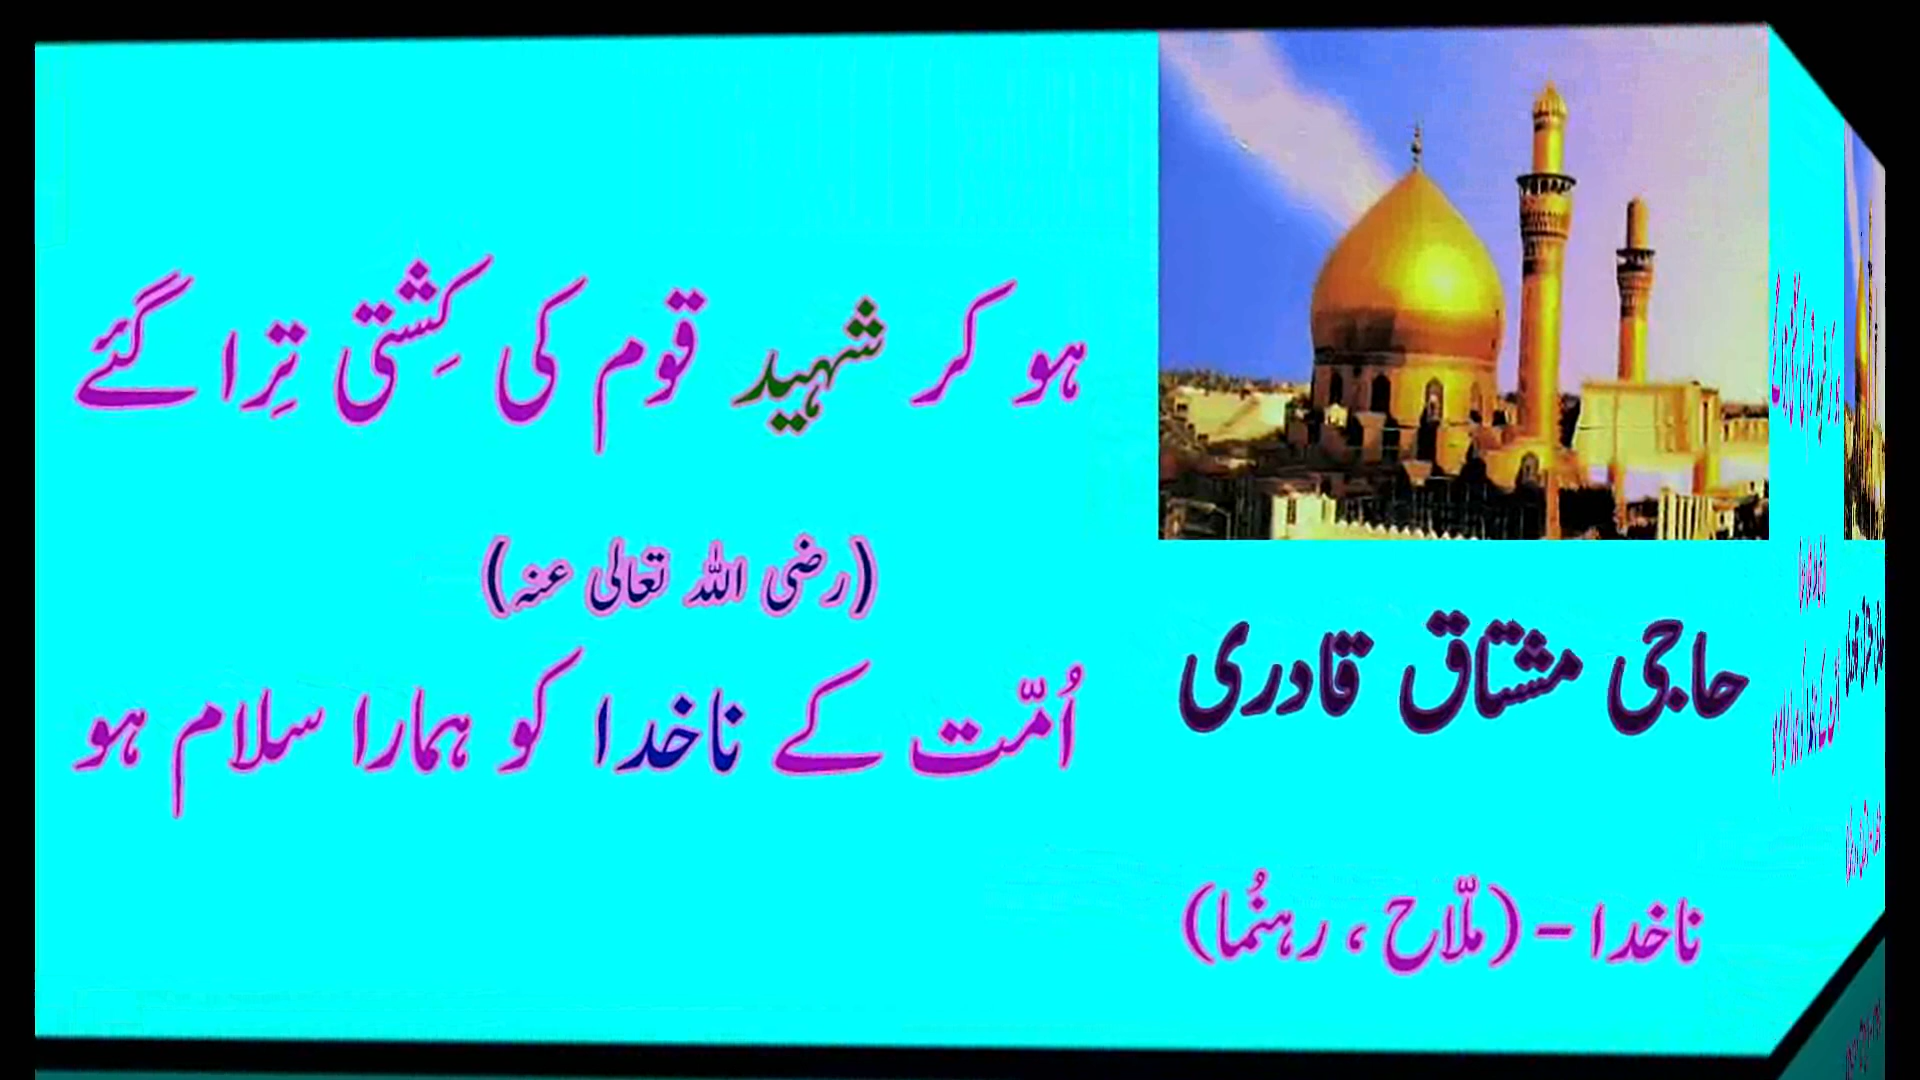 ہو کر شہید قوم کی کِشتی تِرا گئے
(رضی اللہ تعالی عنہ)
اُمّت کے ناخدا کو ہمارا سلام ہو
حاجی مشتاق قادری
ناخدا – (ملّاح ، رہنُما)